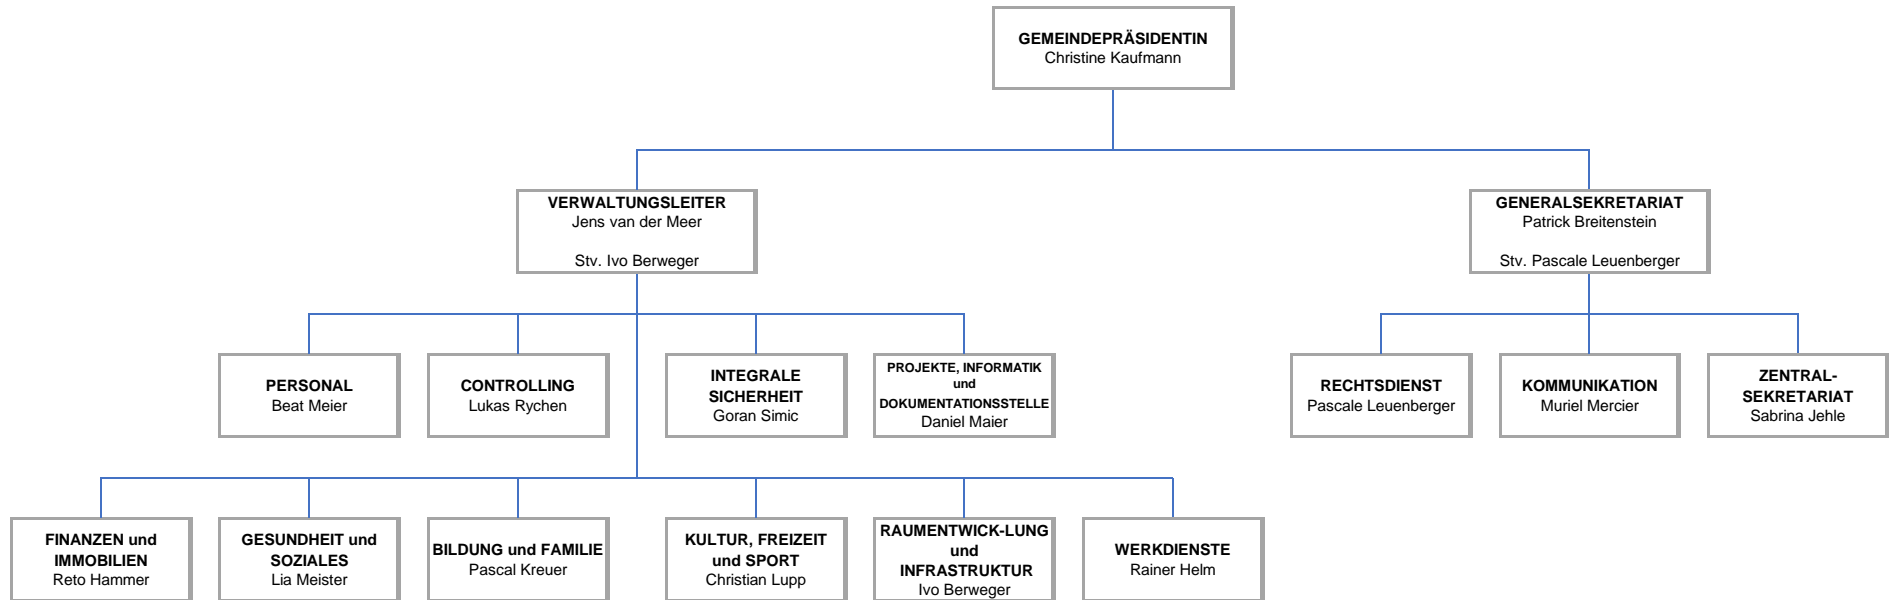 GEMEINDEPRÄSIDENTIN
Christine Kaufmann
VERWALTUNGSLEITER
Jens van der Meer
Stv. Ivo Berweger
GENERALSEKRETARIAT
Patrick Breitenstein
Stv. Pascale Leuenberger
PERSONAL
Beat Meier
CONTROLLING
Lukas Rychen
INTEGRALE
SICHERHEIT
Goran Simic
PROJEKTE, INFORMATIK
und
DOKUMENTATIONSSTELLE
Daniel Maier
RECHTSDIENST
Pascale Leuenberger
KOMMUNIKATION
Muriel Mercier
ZENTRAL-
SEKRETARIAT
Sabrina Jehle
FINANZEN und
IMMOBILIEN
Reto Hammer
GESUNDHEIT und
SOZIALES
Lia Meister
BILDUNG und FAMILIE
Pascal Kreuer
KULTUR, FREIZEIT
und SPORT
Christian Lupp
RAUMENTWICK-LUNG
und
INFRASTRUKTUR
Ivo Berweger
WERKDIENSTE
Rainer Helm